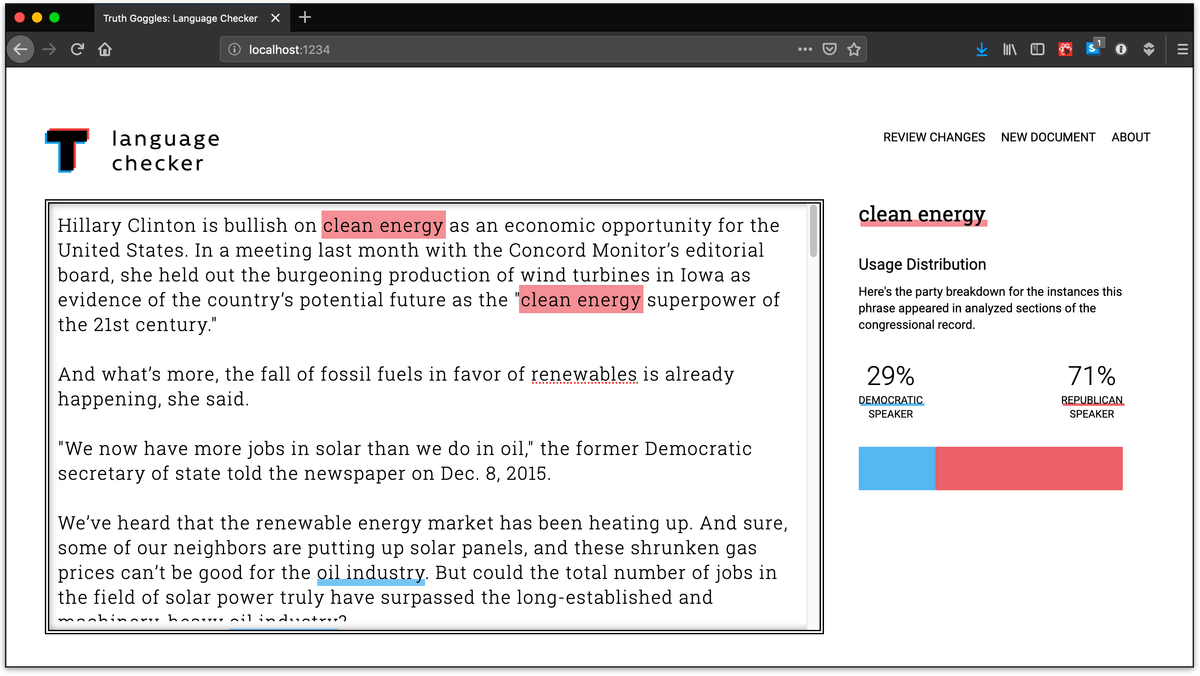 Truth Goggles: Language Checker
localhost:1234
1
T language
checker
REVIEW CHANGES NEW DOCUMENT ABOUT
Hillary Clinton is bullish on clean energy as an economic opportunity for the
United States. In a meeting last month with the Concord Monitor’s editorial
board, she held out the burgeoning production of wind turbines in Iowa as
evidence of the country’s potential future as the "clean energy superpower of
the 21st century."
And what’s more, the fall of fossil fuels in favor of renewables is already
happening, she said.
"We now have more jobs in solar than we do in oil," the former Democratic
secretary of state told the newspaper on Dec. 8, 2015.
We’ve heard that the renewable energy market has been heating up. And sure,
some of our neighbors are putting up solar panels, and these shrunken gas
prices can’t be good for the oil industry. But could the total number of jobs in
the field of solar power truly have surpassed the long-established and
machinery-heavy oil industry?
clean energy
Usage Distribution
Here's the party breakdown for the instances this
phrase appeared in analyzed sections of the
congressional record.
29% 71%
DEMOCRATIC REPUBLICAN
SPEAKER SPEAKER